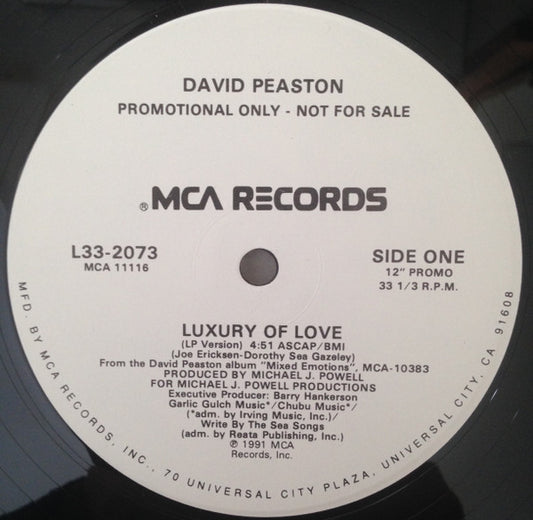 DAVID PEASTON
PROMOTIONAL ONLY - NOT FOR SALE
® MCA RECORDS
L33-2073
MCA 11116
SIDE ONE
12" PROMO
33 1/3 R.P.M.
LUXURY OF LOVE
(LP Version) 4:51 ASCAP/BMI
(Joe Ericksen-Dorothy Sea Gazeley)
From the David Peaston album "Mixed Emotions", MCA-10383
PRODUCED BY MICHAEL J. POWELL
FOR MICHAEL J. POWELL PRODUCTIONS
Executive Producer: Barry Hankerson
Garlic Gulch Music*/Chubu Music*/
(*adm. by Irving Music, Inc.)/
Write By The Sea Songs
(adm. by Reata Publishing, Inc.)
℗ 1991 MCA
Records, Inc.
MFD. BY MCA RECORDS, INC., 70 UNIVERSAL CITY PLAZA, UNIVERSAL CITY, CA 91608